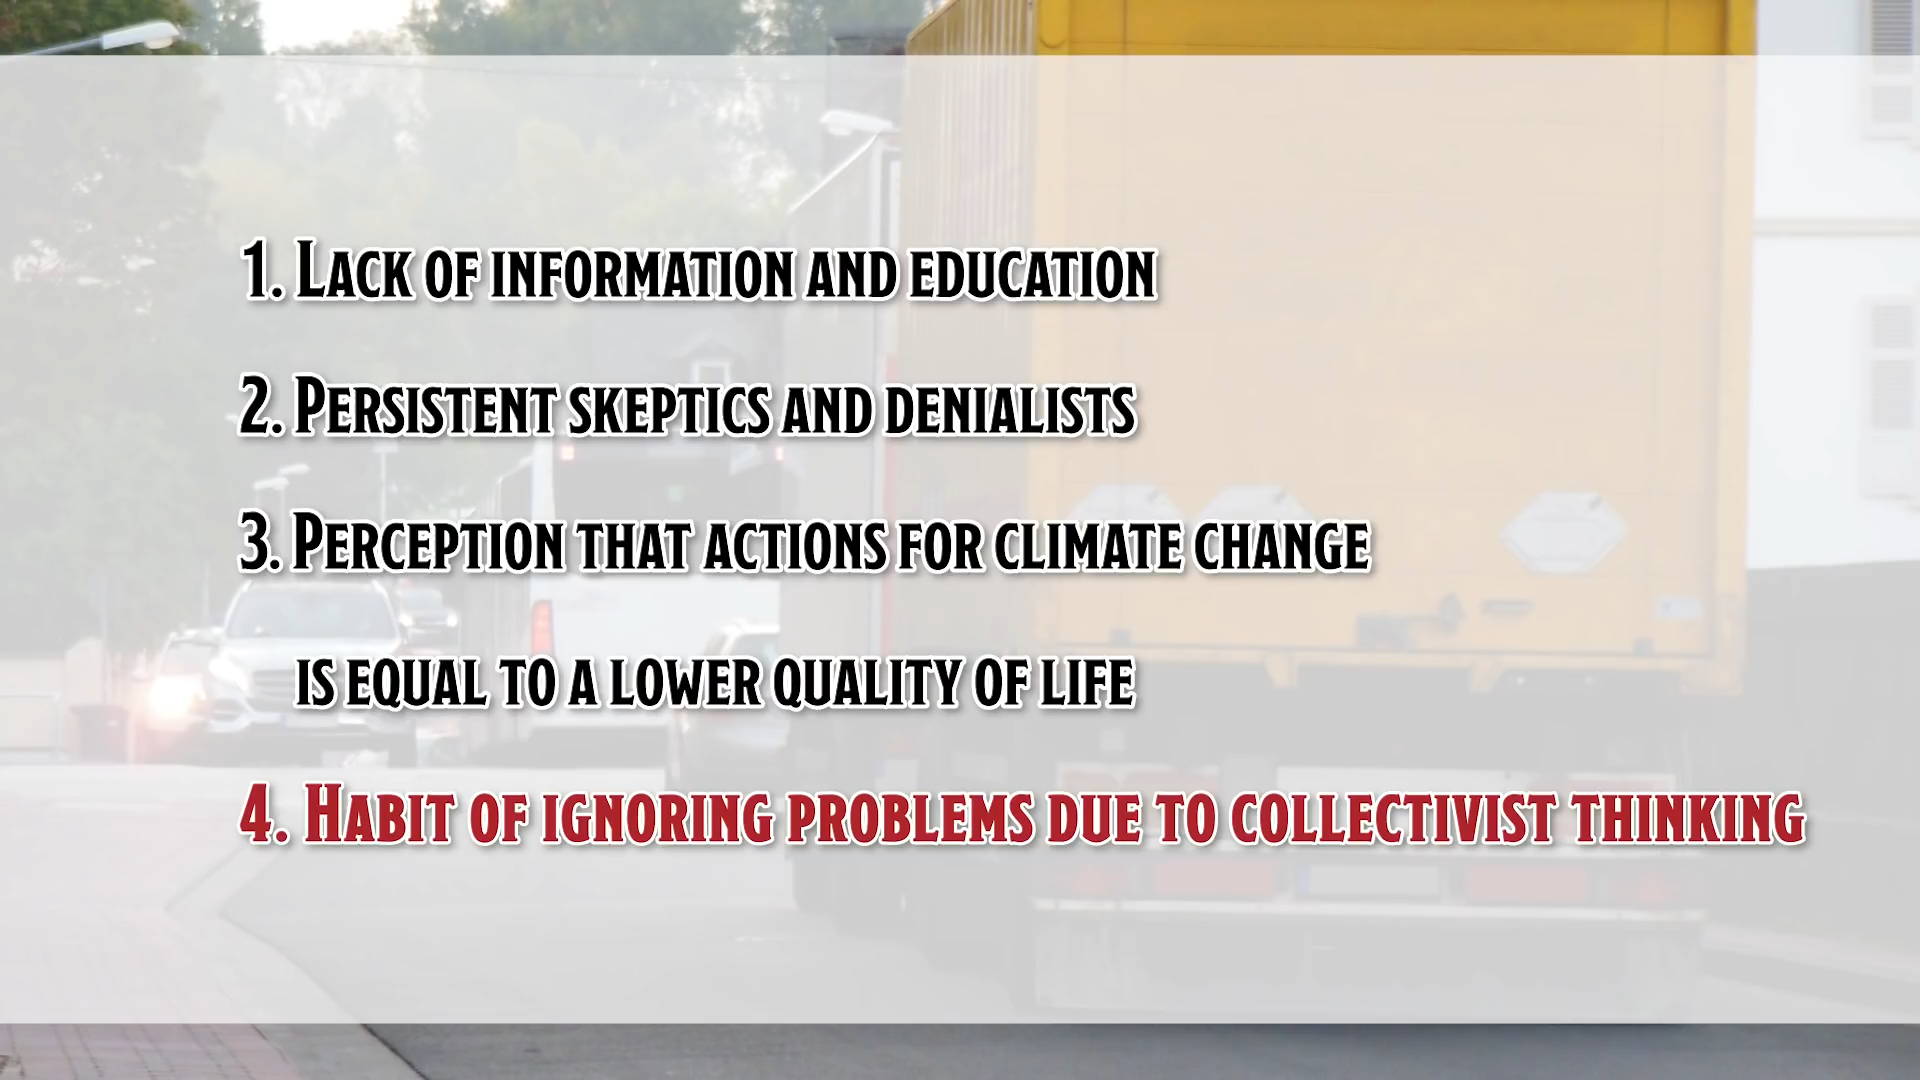 1. Lack of information and education
2. Persistent skeptics and denialists
3. Perception that actions for climate change
is equal to a lower quality of life
4. Habit of ignoring problems due to collectivist thinking